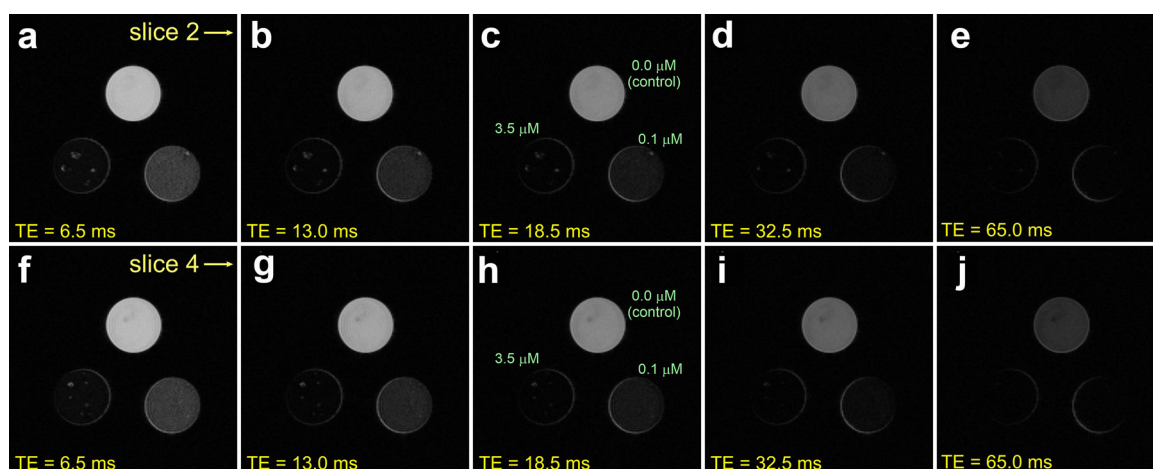 a
slice 2 →
b
c
d
e
0.0 μM
(control)
3.5 μM
0.1 μM
TE = 6.5 ms
TE = 13.0 ms
TE = 18.5 ms
TE = 32.5 ms
TE = 65.0 ms
f
slice 4 →
g
h
i
j
0.0 μM
(control)
3.5 μM
0.1 μM
TE = 6.5 ms
TE = 13.0 ms
TE = 18.5 ms
TE = 32.5 ms
TE = 65.0 ms